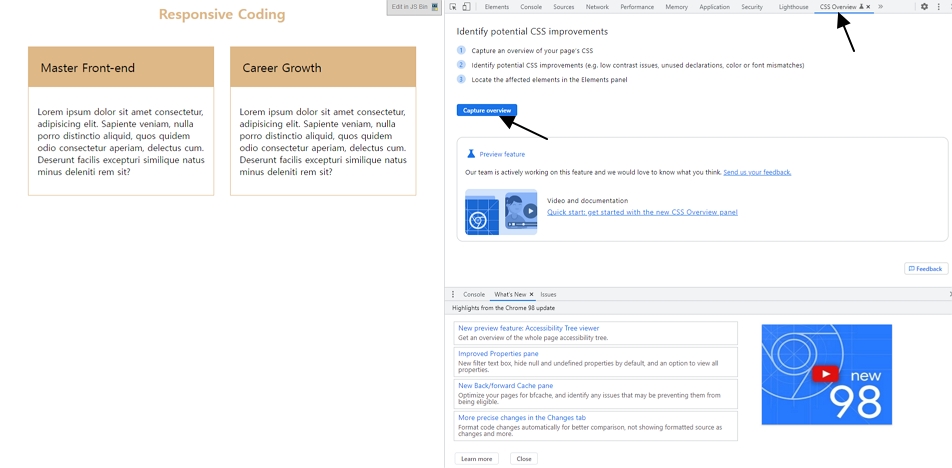 Responsive Coding
Edit in JS Bin
Master Front-end
Lorem ipsum dolor sit amet consectetur,
adipisicing elit. Sapiente veniam, nulla
porro distinctio aliquid, quos quidem
odio consectetur aperiam, delectus cum.
Deserunt facilis excepturi similique natus
minus deleniti rem sit?
Career Growth
Lorem ipsum dolor sit amet consectetur,
adipisicing elit. Sapiente veniam, nulla
porro distinctio aliquid, quos quidem
odio consectetur aperiam, delectus cum.
Deserunt facilis excepturi similique natus
minus deleniti rem sit?
Elements Console Sources Network Performance Memory Application Security Lighthouse CSS Overview
Identify potential CSS improvements
1 Capture an overview of your page's CSS
2 Identify potential CSS improvements (e.g. low contrast issues, unused declarations, color or font mismatches)
3 Locate the affected elements in the Elements panel
Capture overview
Preview feature
Our team is actively working on this feature and we would love to know what you think. Send us your feedback.
Video and documentation
Quick start: get started with the new CSS Overview panel
Feedback
Console What's New Issues
Highlights from the Chrome 98 update
New preview feature: Accessibility Tree viewer
Get an overview of the whole page accessibility tree.
Improved Properties pane
New filter text box, hide null and undefined properties by default, and an option to view all
properties.
New Back/forward Cache pane
Optimize your pages for bfcache, and identify any issues that may be preventing them from
being eligible.
More precise changes in the Changes tab
Format code changes automatically for better comparison, not showing formatted source as
changes and more.
new
98
Learn more Close